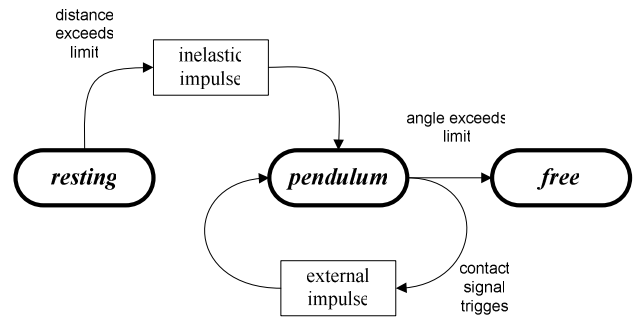 distance
exceeds
limit
inelastic
impulse
angle exceeds
limit
resting
pendulum
free
external
impulse
contact
signal
trigges